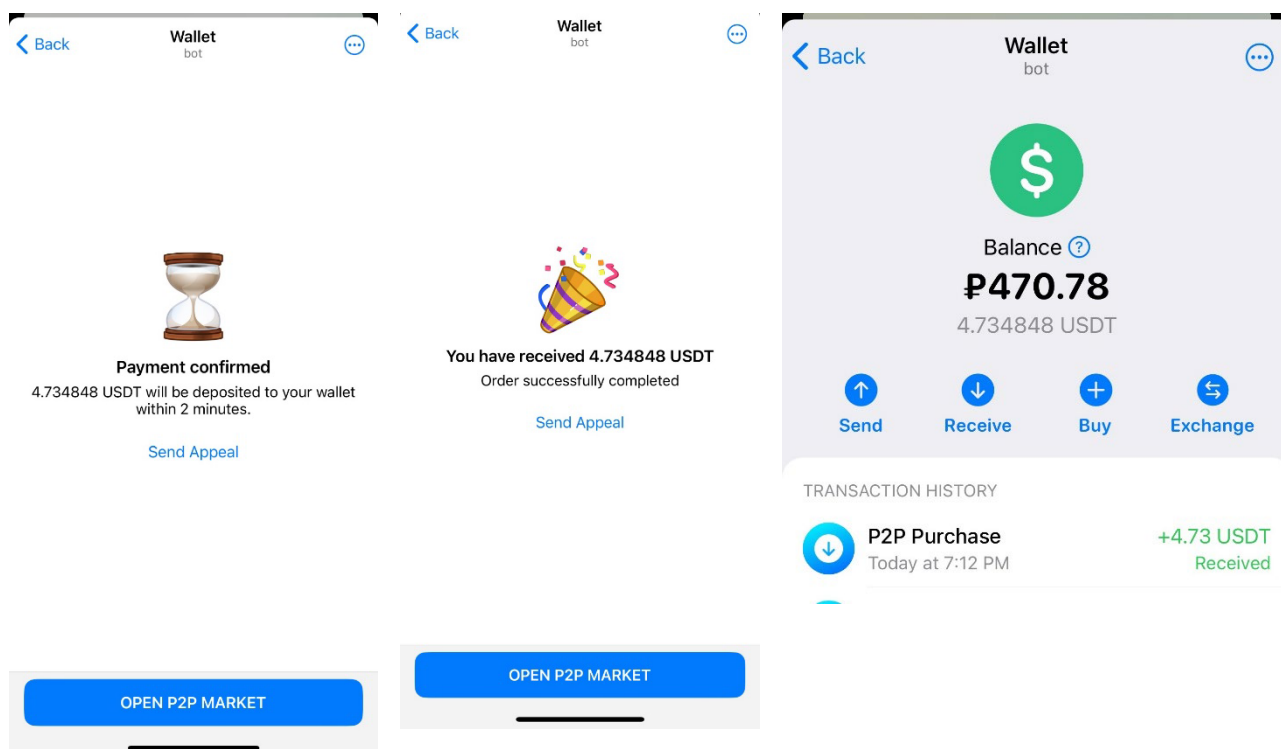 Back
Wallet
bot
Payment confirmed
4.734848 USDT will be deposited to your wallet
within 2 minutes.
Send Appeal
OPEN P2P MARKET
Back
Wallet
bot
You have received 4.734848 USDT
Order successfully completed
Send Appeal
OPEN P2P MARKET
Back
Wallet
bot
$
Balance ?
₽470.78
4.734848 USDT
Send Receive Buy Exchange
TRANSACTION HISTORY
P2P Purchase +4.73 USDT
Today at 7:12 PM Received